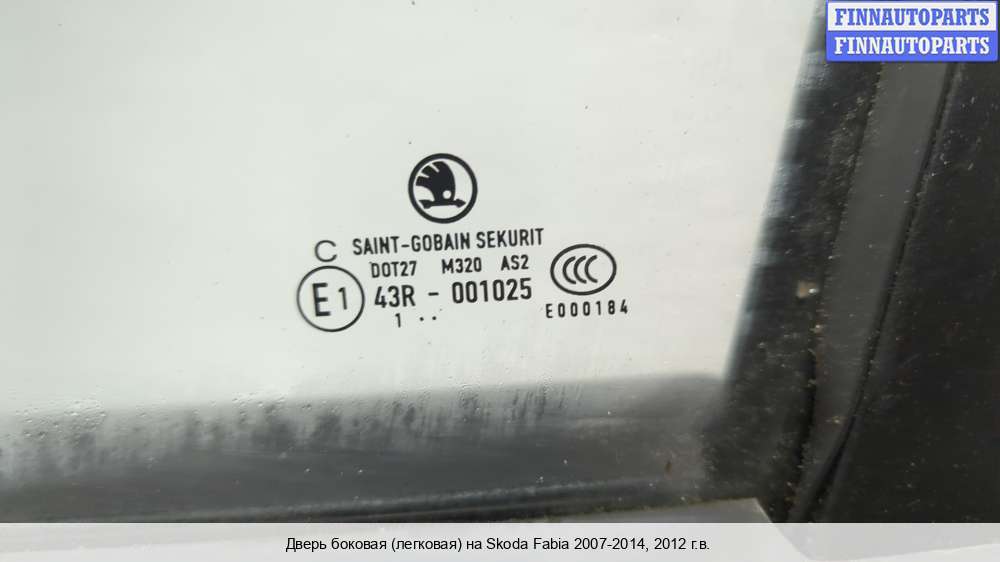 FINNAUTOPARTS
FINNAUTOPARTS
C SAINT-GOBAIN SEKURIT
DOT27 M320 AS2
CCC
E1 43R - 001025
E000184
1 ..
Дверь боковая (легковая) на Skoda Fabia 2007-2014, 2012 г.в.